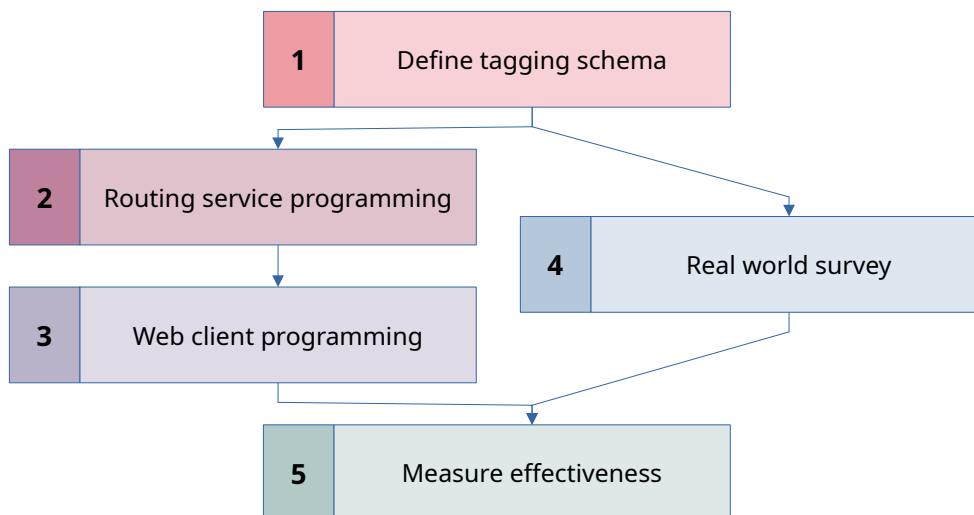 1 Define tagging schema
2 Routing service programming
3 Web client programming
4 Real world survey
5 Measure effectiveness